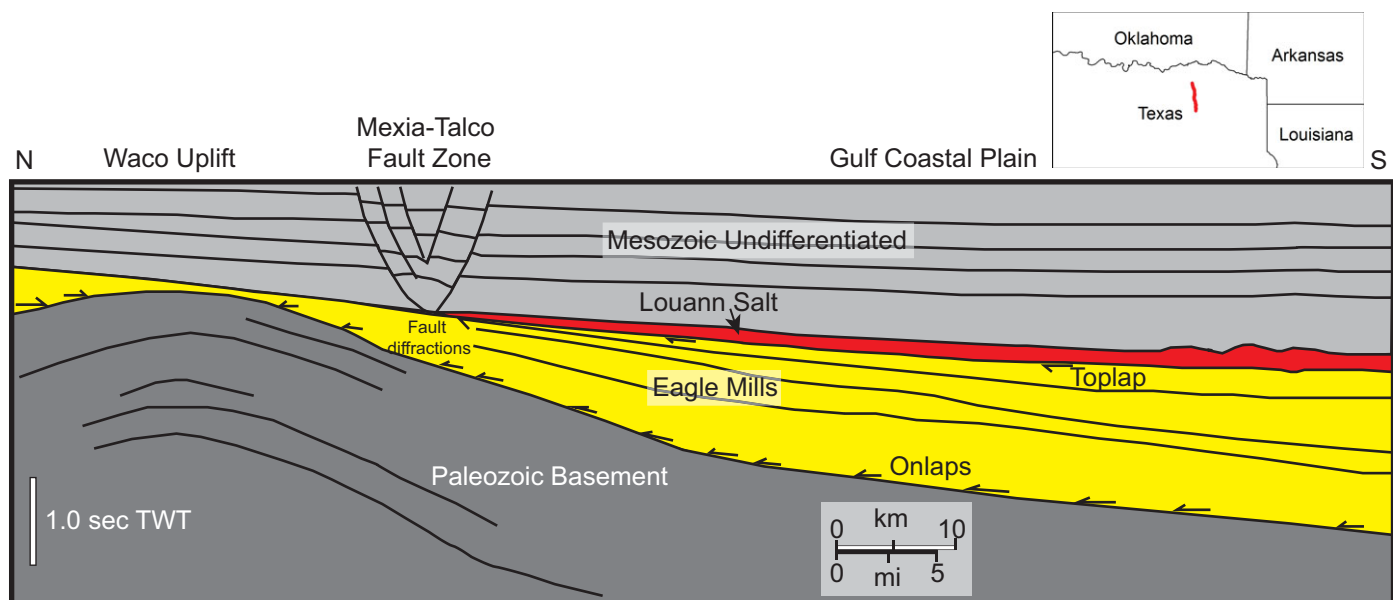 Oklahoma
Arkansas
Texas
Louisiana
N
Waco Uplift
Mexia-Talco
Fault Zone
Gulf Coastal Plain
S
Mesozoic Undifferentiated
Louann Salt
Fault
diffractions
Eagle Mills
Toplap
Onlaps
Paleozoic Basement
1.0 sec TWT
km
0 10
0 5
mi